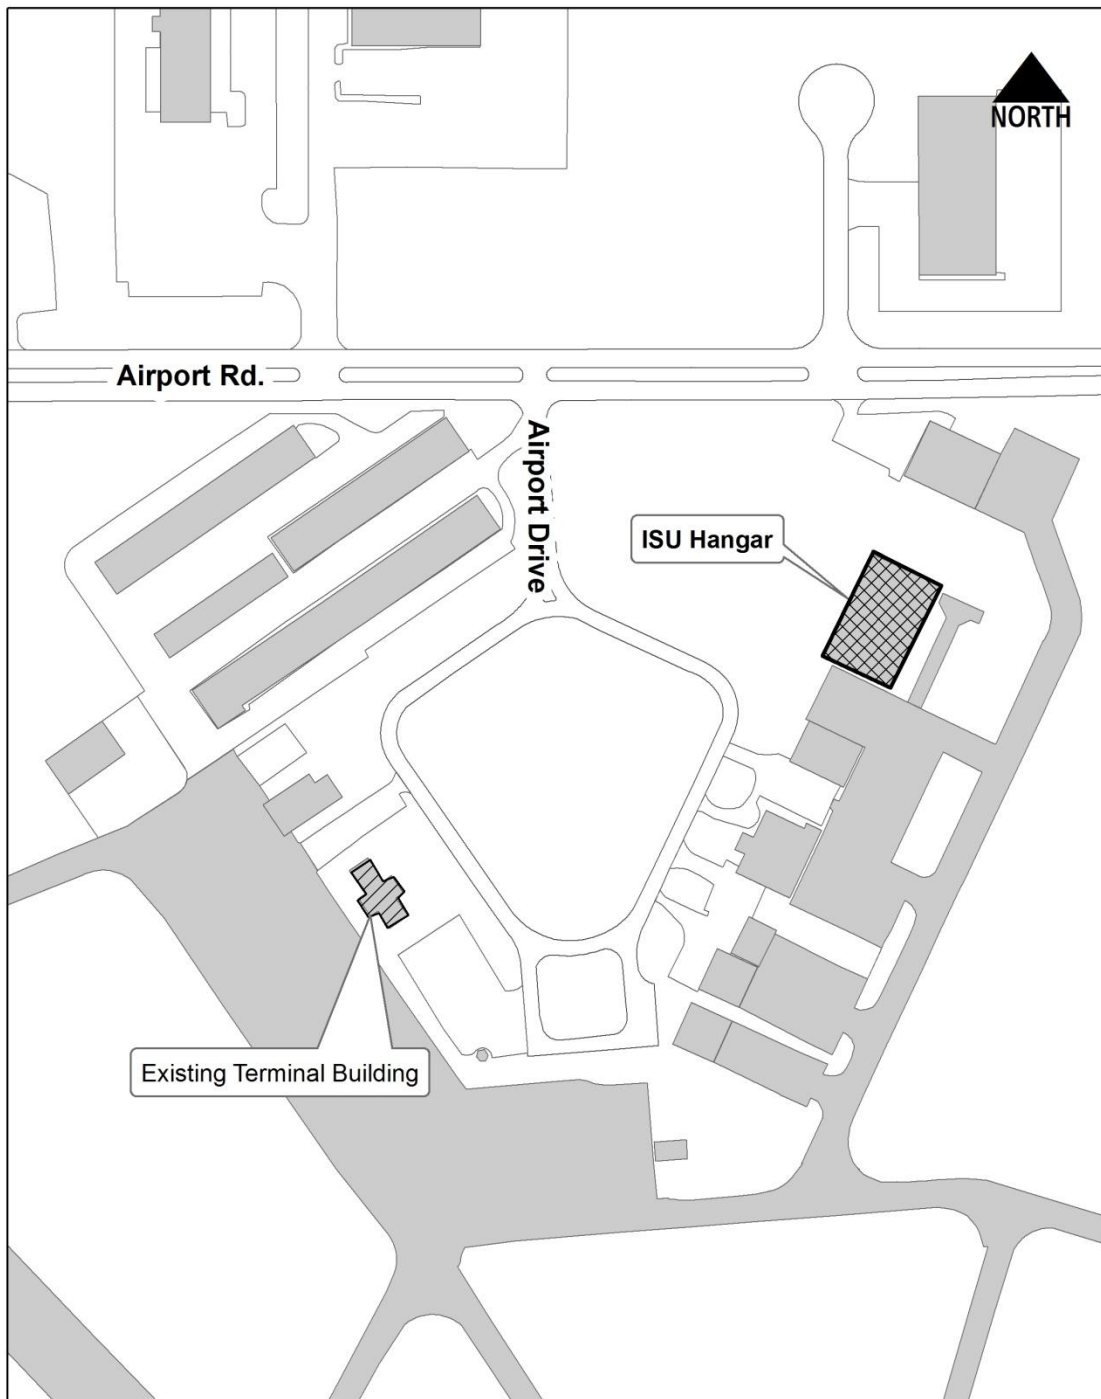 NORTH
Airport Rd.
Airport Drive
ISU Hangar
Existing Terminal Building